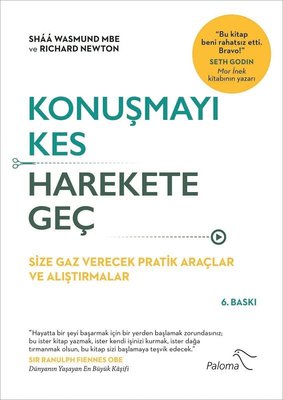 SHÁÁ WASMUND MBE
ve RICHARD NEWTON
"Bu kitap
beni rahatsız etti.
Bravo!"
SETH GODIN
Mor İnek
kitabının yazarı
KONUŞMAYI
KES
HAREKETE
GEÇ
SİZE GAZ VERECEK PRATİK ARAÇLAR
VE ALIŞTIRMALAR
6. BASKI
"Hayatta bir şeyi başarmak için bir yerden başlamak zorundasınız;
bu ister kitap yazmak, ister kendi işinizi kurmak, ister dağa
tırmanmak olsun, bu kitap sizi başlamaya teşvik edecek."
SIR RANULPH FIENNES OBE
Dünyanın Yaşayan En Büyük Kâşifi
Paloma